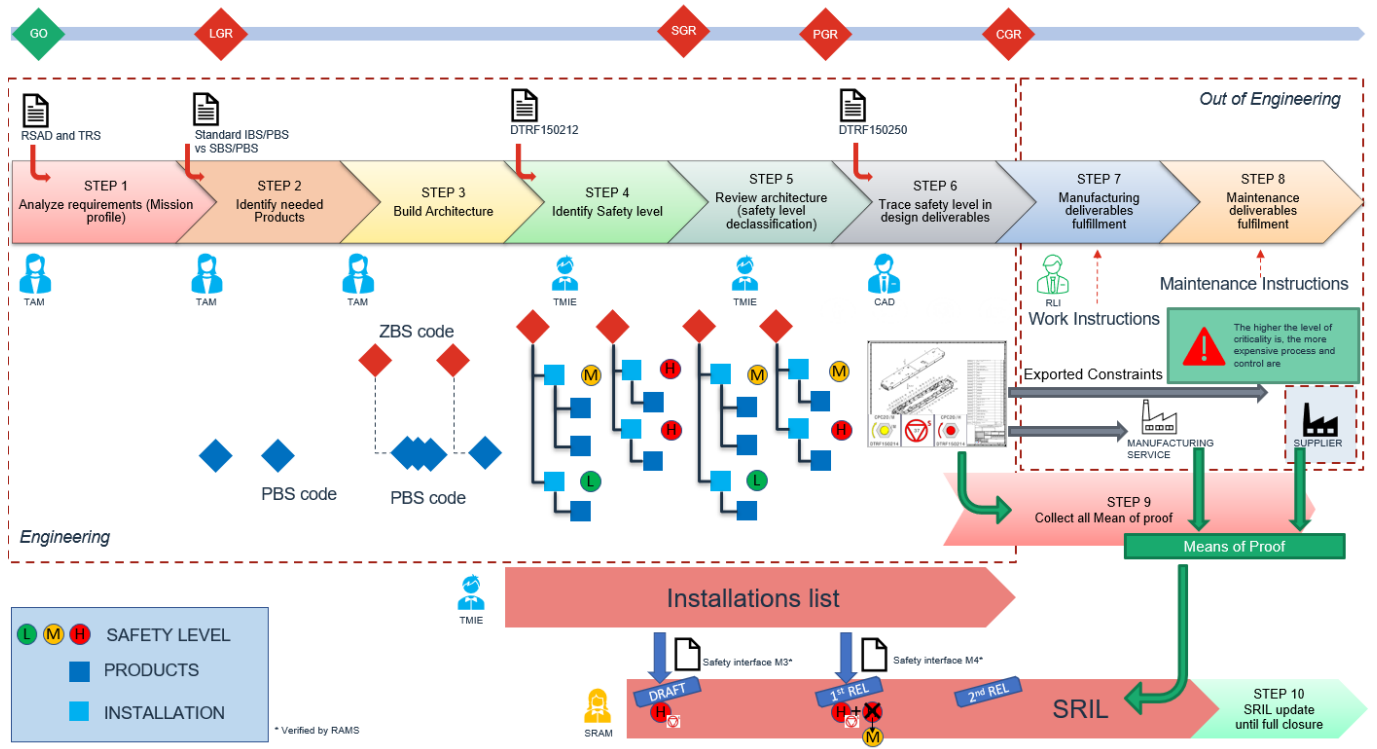 GO
LGR
SGR
PGR
CGR
Out of Engineering
RSAD and TRS
Standard IBS/PBS
vs SBS/PBS
DTRF150212
DTRF150250
STEP 1
Analyze requirements (Mission
profile)
STEP 2
Identify needed
Products
STEP 3
Build Architecture
STEP 4
Identify Safety level
STEP 5
Review architecture
(safety level
declassification)
STEP 6
Trace safety level in
design deliverables
STEP 7
Manufacturing
deliverables
fulfillment
STEP 8
Maintenance
deliverables
fulfilment
TAM
TAM
TAM
TMIE
TMIE
CAD
RLI
Work Instructions
Maintenance Instructions
The higher the level of
criticality is, the more
expensive process and
control are
ZBS code
PBS code
PBS code
M
H
H
L
M
M
H
L
Exported Constraints
MANUFACTURING
SERVICE
SUPPLIER
DTRF150214
S
DTRF150214
Engineering
STEP 9
Collect all Mean of proof
Means of Proof
TMIE
Installations list
L M H SAFETY LEVEL
PRODUCTS
INSTALLATION
* Verified by RAMS
Safety interface M3*
Safety interface M4*
DRAFT
1st REL
2nd REL
H
H + M
SRAM
SRIL
STEP 10
SRIL update
until full closure